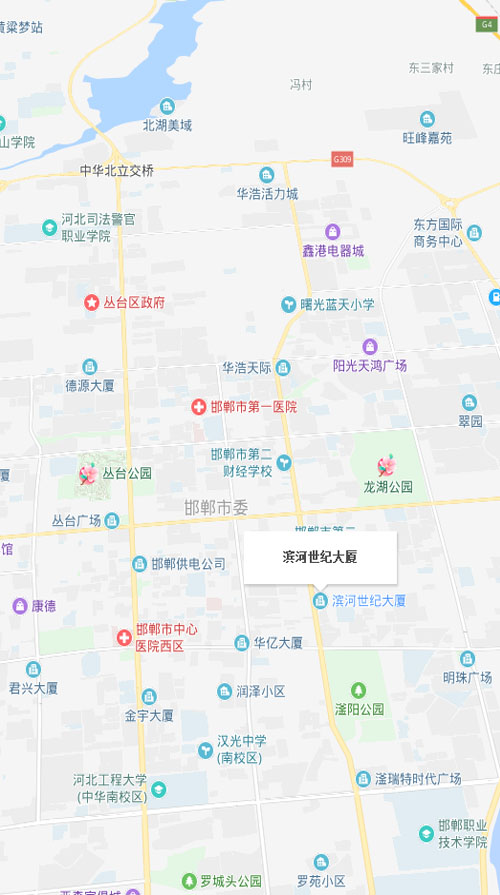 黄粱梦站
G4
东三家村
冯村
北湖美域
旺峰嘉苑
山学院
G309
中华北立交桥
华浩活力城
河北司法警官
职业学院
东方国际
商务中心
鑫港电器城
丛台区政府
曙光蓝天小学
阳光天鸿广场
华浩天际
德源大厦
邯郸市第一医院
翠园
邯郸市第二
财经学校
丛台公园
龙湖公园
厦
邯郸市委
丛台广场
馆
滨河世纪大厦
邯郸供电公司
滨河世纪大厦
康德
邯郸市中心
医院西区
华亿大厦
君兴大厦
明珠广场
润泽小区
金宇大厦
滏阳公园
汉光中学
(南校区)
河北工程大学
(中华南校区)
滏瑞特时代广场
邯郸职业
技术学院
罗城头公园
罗苑小区